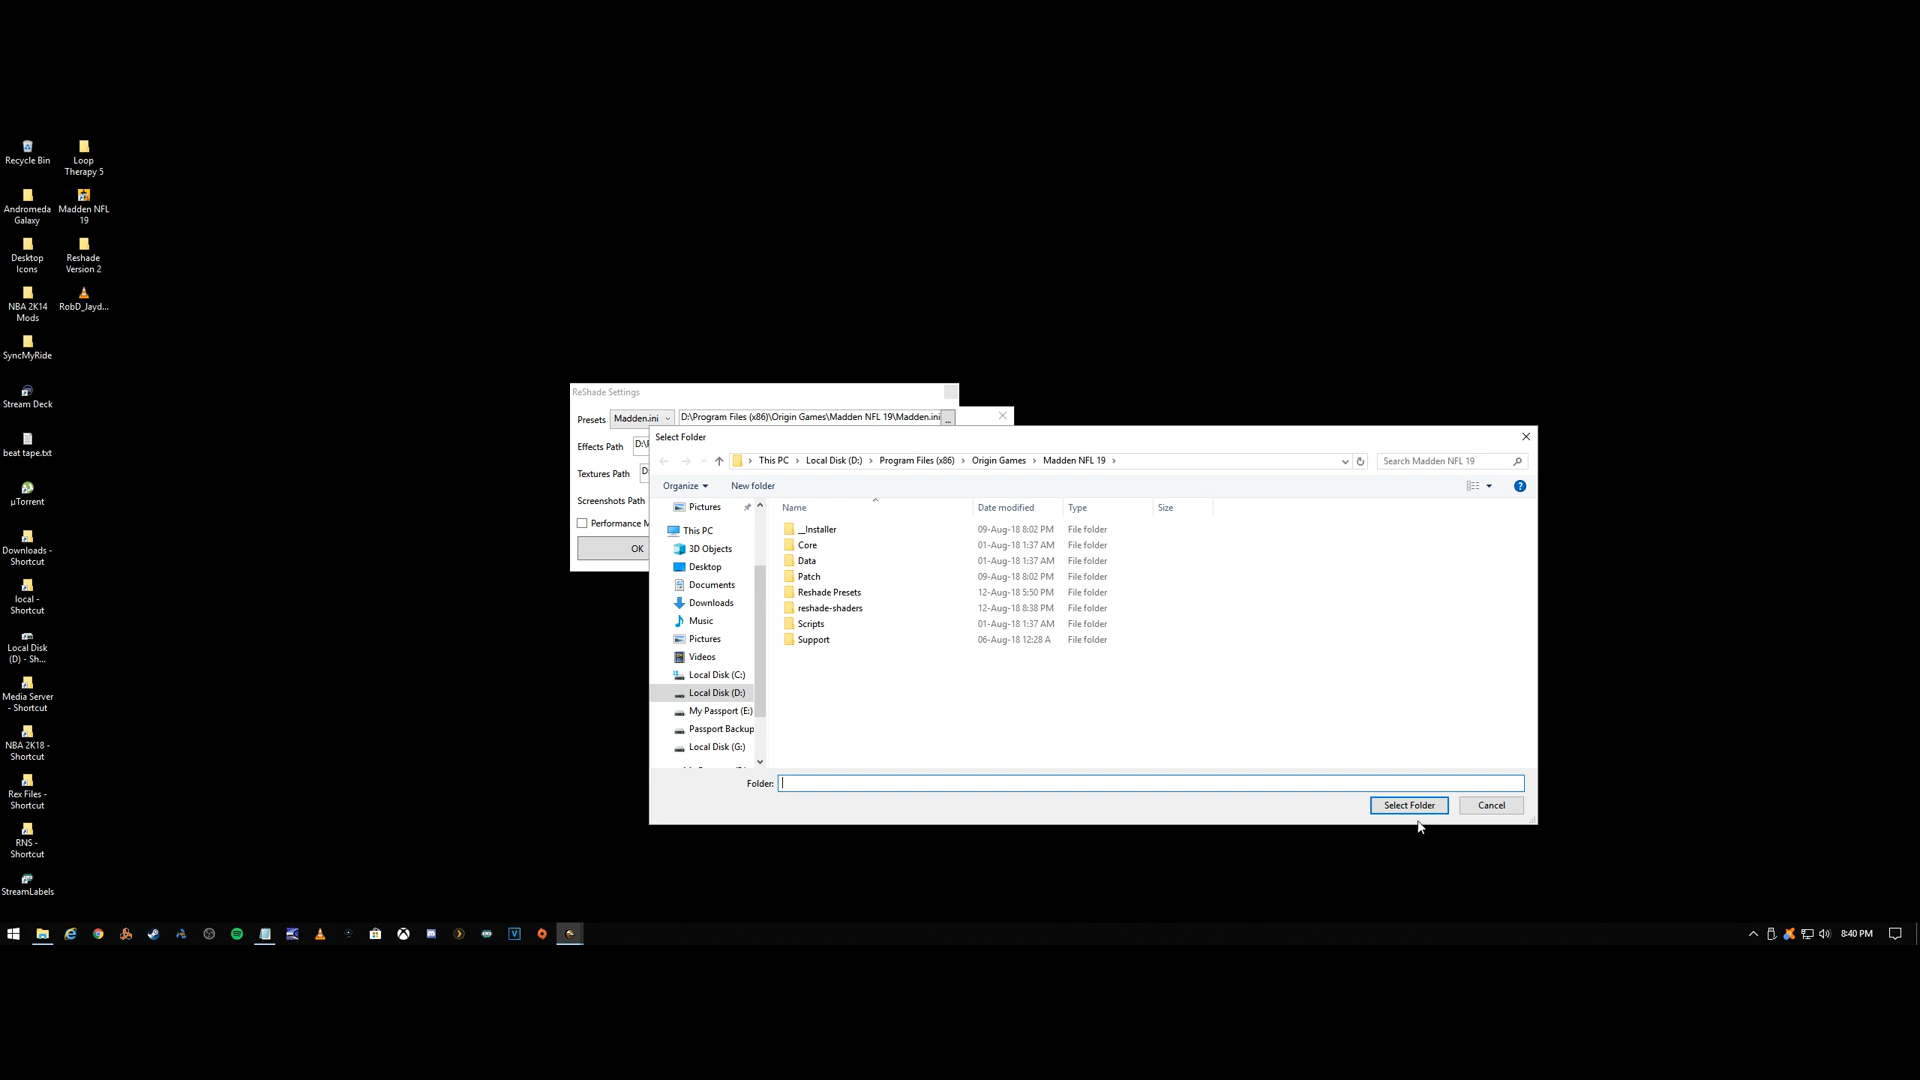 Recycle Bin
Loop
Therapy 5
Andromeda
Galaxy
Madden NFL
19
Desktop
Icons
Reshade
Version 2
NBA 2K14
Mods
RobD_Jayd...
SyncMyRide
Stream Deck
beat tape.txt
µTorrent
Downloads -
Shortcut
local -
Shortcut
Local Disk
(D) - Sh...
Media Server
- Shortcut
NBA 2K18 -
Shortcut
Rex Files -
Shortcut
RNS -
Shortcut
StreamLabels
ReShade Settings
Presets Madden.ini D:\Program Files (x86)\Origin Games\Madden NFL 19\Madden.ini ...
Effects Path
Textures Path
Screenshots Path
Performance M
OK
Select Folder
This PC > Local Disk (D:) > Program Files (x86) > Origin Games > Madden NFL 19 >
Search Madden NFL 19
Organize New folder
Pictures
This PC
3D Objects
Desktop
Documents
Downloads
Music
Pictures
Videos
Local Disk (C:)
Local Disk (D:)
My Passport (E:)
Passport Backup
Local Disk (G:)
Name Date modified Type Size
__Installer 09-Aug-18 8:02 PM File folder
Core 01-Aug-18 1:37 AM File folder
Data 01-Aug-18 1:37 AM File folder
Patch 09-Aug-18 8:02 PM File folder
Reshade Presets 12-Aug-18 5:50 PM File folder
reshade-shaders 12-Aug-18 8:38 PM File folder
Scripts 01-Aug-18 1:37 AM File folder
Support 06-Aug-18 12:28 A File folder
Folder:
Select Folder Cancel
8:40 PM